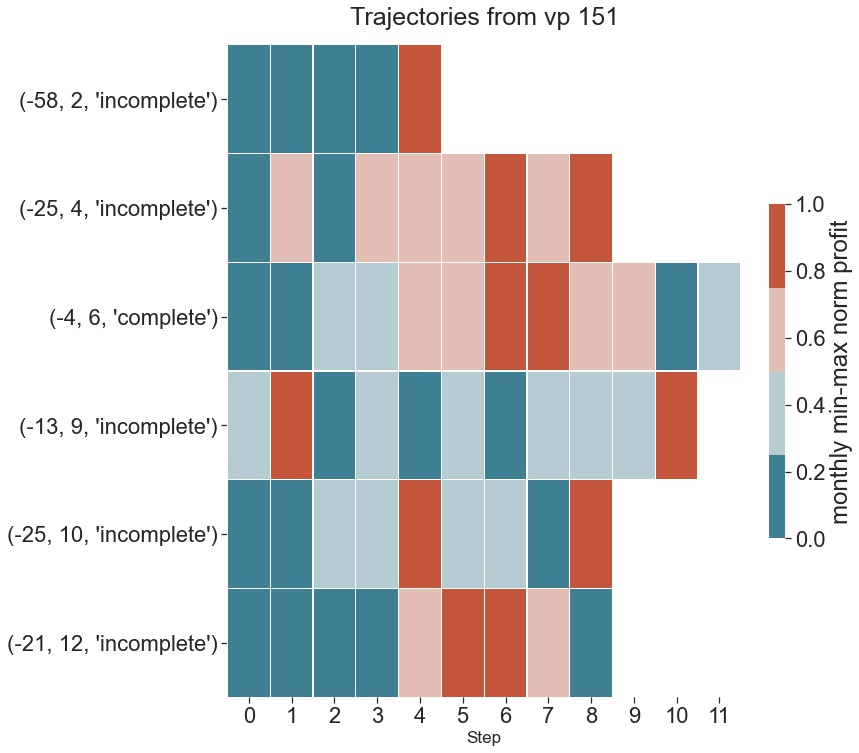 Trajectories from vp 151
(-58, 2, 'incomplete')
(-25, 4, 'incomplete')
(-4, 6, 'complete')
(-13, 9, 'incomplete')
(-25, 10, 'incomplete')
(-21, 12, 'incomplete')
0 1 2 3 4 5 6 7 8 9 10 11
Step
1.0
0.8
0.6
0.4
0.2
0.0
monthly min-max norm profit